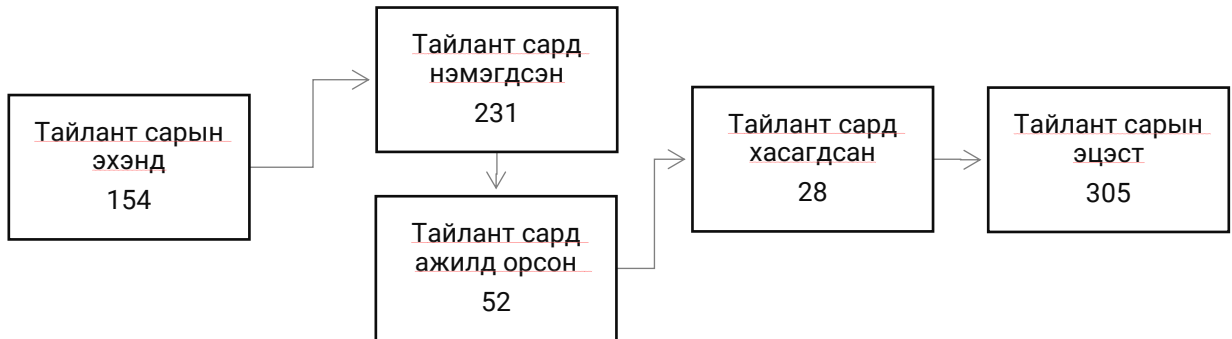 Тайлант сарын
эхэнд
154
Тайлант сард
нэмэгдсэн
231
Тайлант сард
ажилд орсон
52
Тайлант сард
хасагдсан
28
Тайлант сарын
эцэст
305